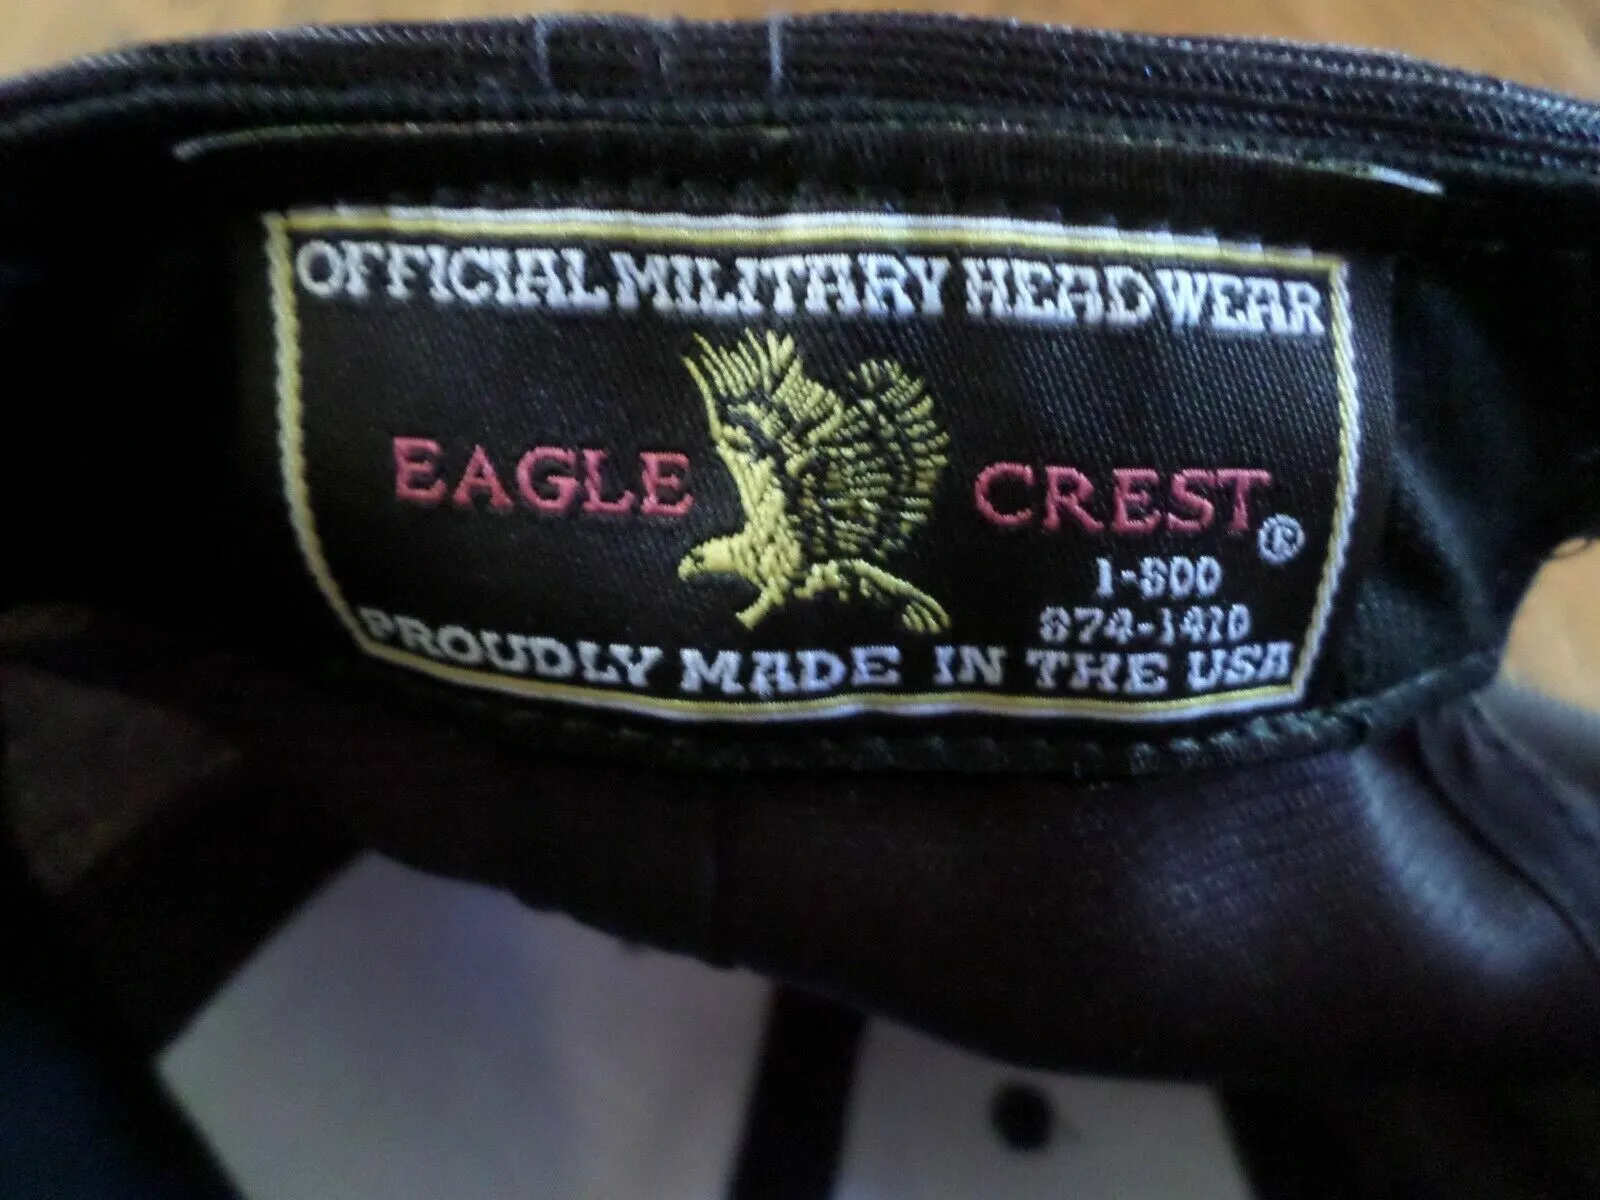 OFFICIAL MILITARY HEADWEAR
EAGLE CREST®
1-800
874-1410
PROUDLY MADE IN THE USA